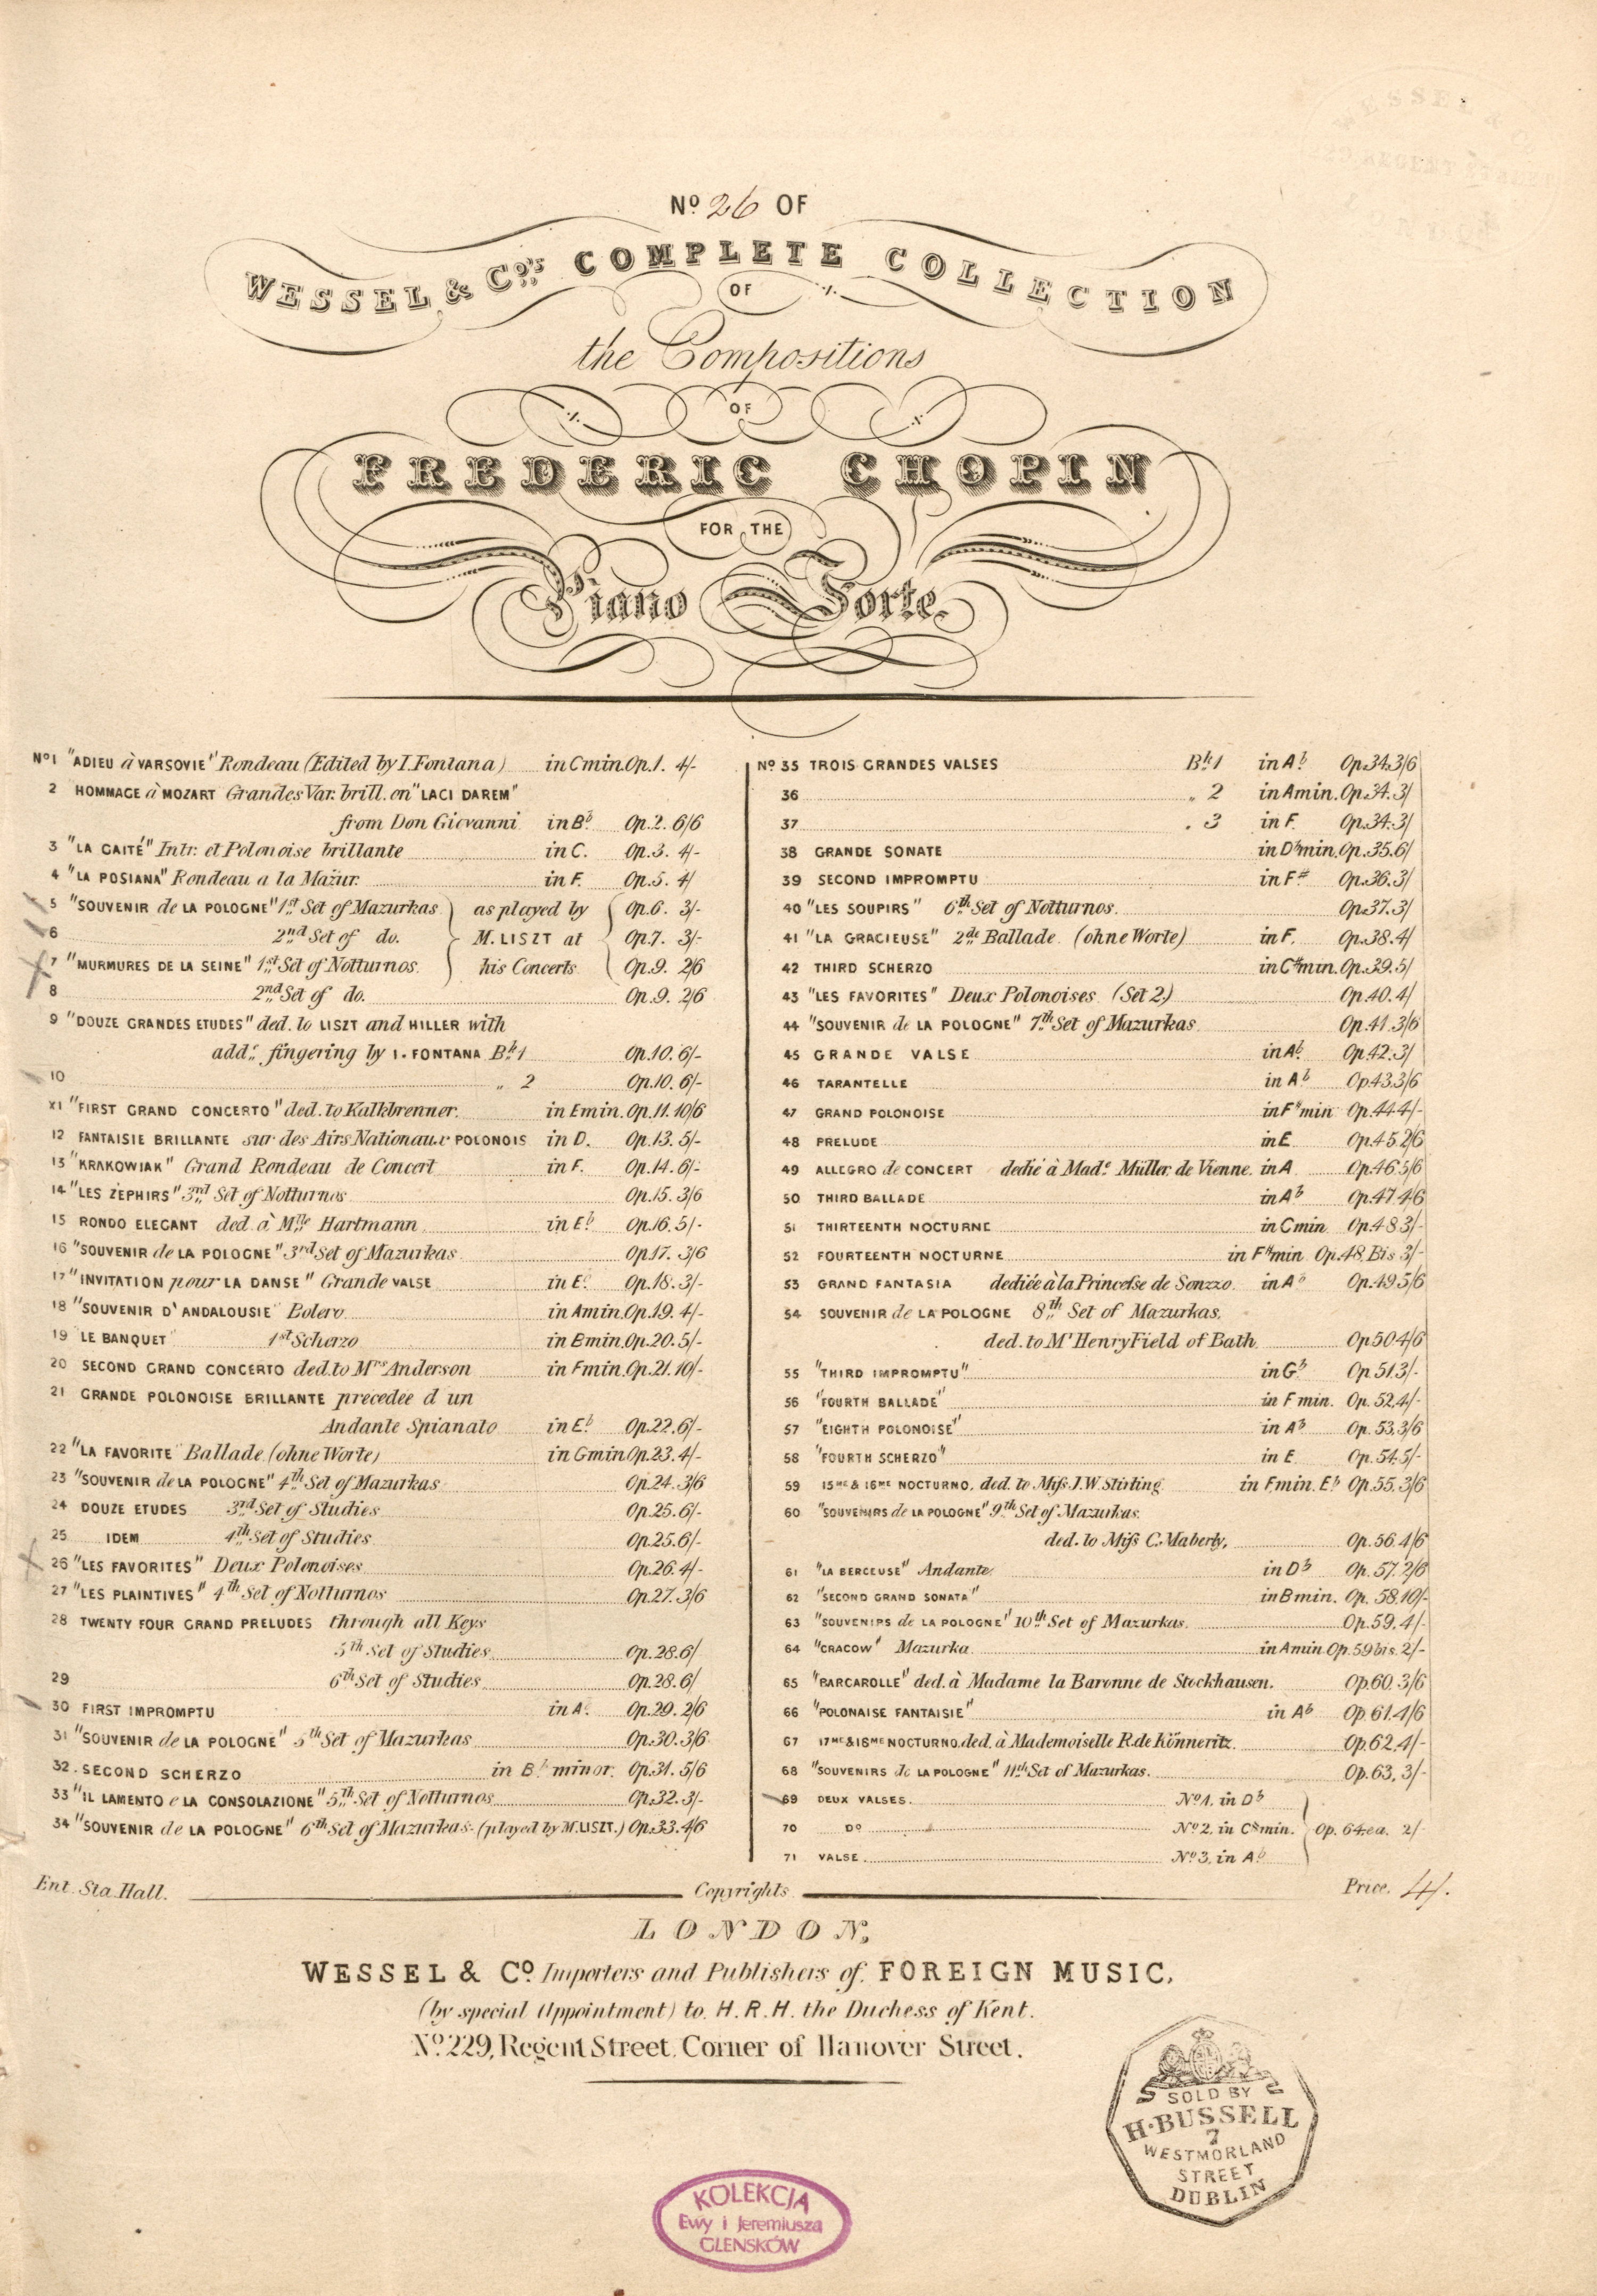 No 26 OF
WESSEL & Co's COMPLETE COLLECTION
OF
the Compositions
OF
FREDERIC CHOPIN
FOR THE
Piano Forte.
No 1 "ADIEU à VARSOVIE" Rondeau (Edited by I. Fontana) in C min. Op. 1. 4/-
2 HOMMAGE à MOZART Grandes Var. brill. on "LACI DAREM"
from Don Giovanni in Bb. Op. 2. 6/6
3 "LA GAITÉ" Intr: et Polonoise brillante in C. Op. 3. 4/-
4 "LA POSIANA" Rondeau a la Mazur. in F. Op. 5. 4/
5 "SOUVENIR de LA POLOGNE" 1st Set of Mazurkas as played by Op. 6. 3/-
6 2nd Set of do. M. LISZT at Op. 7. 3/-
7 "MURMURES DE LA SEINE" 1st Set of Notturnos. his Concerts Op. 9. 2/6
8 2nd Set of do. Op. 9. 2/6
9 "DOUZE GRANDES ETUDES" ded. to LISZT and HILLER with
addl. fingering by I. FONTANA Bk. 1 Op. 10. 6/-
10 " 2 Op. 10. 6/-
11 "FIRST GRAND CONCERTO" ded. to Kalkbrenner. in E min. Op. 11. 10/6
12 FANTAISIE BRILLANTE sur des Airs Nationaux POLONOIS in D. Op. 13. 5/-
13 "KRAKOWIAK" Grand Rondeau de Concert in F. Op. 14. 6/-
14 "LES ZEPHIRS" 3rd Set of Notturnos Op. 15. 3/6
15 RONDO ELEGANT ded. à Mlle Hartmann in Eb. Op. 16. 5/-
16 "SOUVENIR de LA POLOGNE" 3rd Set of Mazurkas Op. 17. 3/6
17 "INVITATION pour LA DANSE" Grande VALSE in Eb. Op. 18. 3/-
18 "SOUVENIR D'ANDALOUSIE" Bolero in A min. Op. 19. 4/-
19 "LE BANQUET" 1st Scherzo in B min. Op. 20. 5/-
20 SECOND GRAND CONCERTO ded. to Mrs Anderson in F min. Op. 21. 10/-
21 GRANDE POLONOISE BRILLANTE precedée d'un
Andante Spianato in Eb. Op. 22. 6/-
22 "LA FAVORITE" Ballade (ohne Worte) in G min Op. 23. 4/-
23 "SOUVENIR de LA POLOGNE" 4th Set of Mazurkas Op. 24. 3/6
24 DOUZE ETUDES 3rd Set of Studies Op. 25. 6/-
25 IDEM 4th Set of Studies Op. 25. 6/-
26 "LES FAVORITES" Deux Polonoises Op. 26. 4/-
27 "LES PLAINTIVES" 4th Set of Notturnos Op. 27. 3/6
28 TWENTY FOUR GRAND PRELUDES through all Keys
5th Set of Studies Op. 28. 6/
29 6th Set of Studies Op. 28. 6/
30 FIRST IMPROMPTU in Ab. Op. 29. 2/6
31 "SOUVENIR de LA POLOGNE" 5th Set of Mazurkas Op. 30. 3/6
32. SECOND SCHERZO in Bb minor. Op. 31. 5/6
33 "IL LAMENTO e LA CONSOLAZIONE" 5th Set of Notturnos Op. 32. 3/-
34 "SOUVENIR de LA POLOGNE" 6th Set of Mazurkas (played by M. LISZT.) Op. 33. 4/6
No 35 TROIS GRANDES VALSES Bk 1 in Ab. Op. 34. 3/6
36 " 2 in A min. Op. 34. 3/
37 " 3 in F. Op. 34. 3/
38 GRANDE SONATE in Db min. Op. 35. 6/
39 SECOND IMPROMPTU in F# Op. 36. 3/
40 "LES SOUPIRS" 6th Set of Notturnos. Op. 37. 3/
41 "LA GRACIEUSE" 2de Ballade (ohne Worte) in F. Op. 38. 4/
42 THIRD SCHERZO in C# min. Op. 39. 5/
43 "LES FAVORITES" Deux Polonoises (Set 2.) Op. 40. 4/
44 "SOUVENIR de LA POLOGNE" 7th Set of Mazurkas Op. 41. 3/6
45 GRANDE VALSE in Ab. Op. 42. 3/
46 TARANTELLE in Ab Op. 43. 3/6
47 GRAND POLONOISE in F# min Op. 44. 4/-
48 PRELUDE in E Op. 45. 2/6
49 ALLEGRO de CONCERT dedié à Made Müller, de Vienne. in A Op. 46. 5/6
50 THIRD BALLADE in Ab Op. 47. 4/6
51 THIRTEENTH NOCTURNE in C min Op. 48. 3/-
52 FOURTEENTH NOCTURNE in F# min Op. 48. Bis 3/-
53 GRAND FANTASIA dediée à la Princesse de Sonzzo. in Ab Op. 49. 5/6
54 SOUVENIR de LA POLOGNE 8th Set of Mazurkas,
ded. to Mr Henry Field of Bath Op. 50. 4/6
55 "THIRD IMPROMPTU" in Gb Op. 51. 3/-
56 "FOURTH BALLADE" in F min. Op. 52. 4/-
57 "EIGHTH POLONOISE" in Ab Op. 53. 3/6
58 "FOURTH SCHERZO" in E Op. 54. 5/-
59 15ME & 16ME NOCTURNO, ded. to Miss J. W. Stirling in F min. Eb Op. 55. 3/6
60 "SOUVENIRS de LA POLOGNE" 9th Set of Mazurkas.
ded. to Miss C. Maberly, Op. 56. 4/6
61 "LA BERCEUSE" Andante. in Db Op. 57. 2/6
62 "SECOND GRAND SONATA" in B min. Op. 58. 10/-
63 "SOUVENIRS de LA POLOGNE" 10th Set of Mazurkas. Op. 59. 4/-
64 "CRACOW" Mazurka in A min Op. 59 bis. 2/-
65 "BARCAROLLE" ded. à Madame la Baronne de Stockhausen. Op. 60. 3/6
66 "POLONAISE FANTAISIE" in Ab Op. 61. 4/6
67 17ME & 18ME NOCTURNO, ded. à Mademoiselle R. de Könneritz. Op. 62. 4/-
68 "SOUVENIRS de LA POLOGNE" 11th Set of Mazurkas. Op. 63, 3/-
69 DEUX VALSES. No 1. in Db
70 Do No 2. in C# min. Op. 64. ea. 2/-
71 VALSE No 3. in Ab
Ent. Sta. Hall. Copyrights Price. 4/.
LONDON,
WESSEL & Co Importers and Publishers of FOREIGN MUSIC,
(by special Appointment) to H.R.H. the Duchess of Kent.
No 229, Regent Street, Corner of Hanover Street.
SOLD BY
H. BUSSELL
7
WESTMORLAND
STREET
DUBLIN
KOLEKCJA
Ewy i Jeremiusza
GLENSKÓW